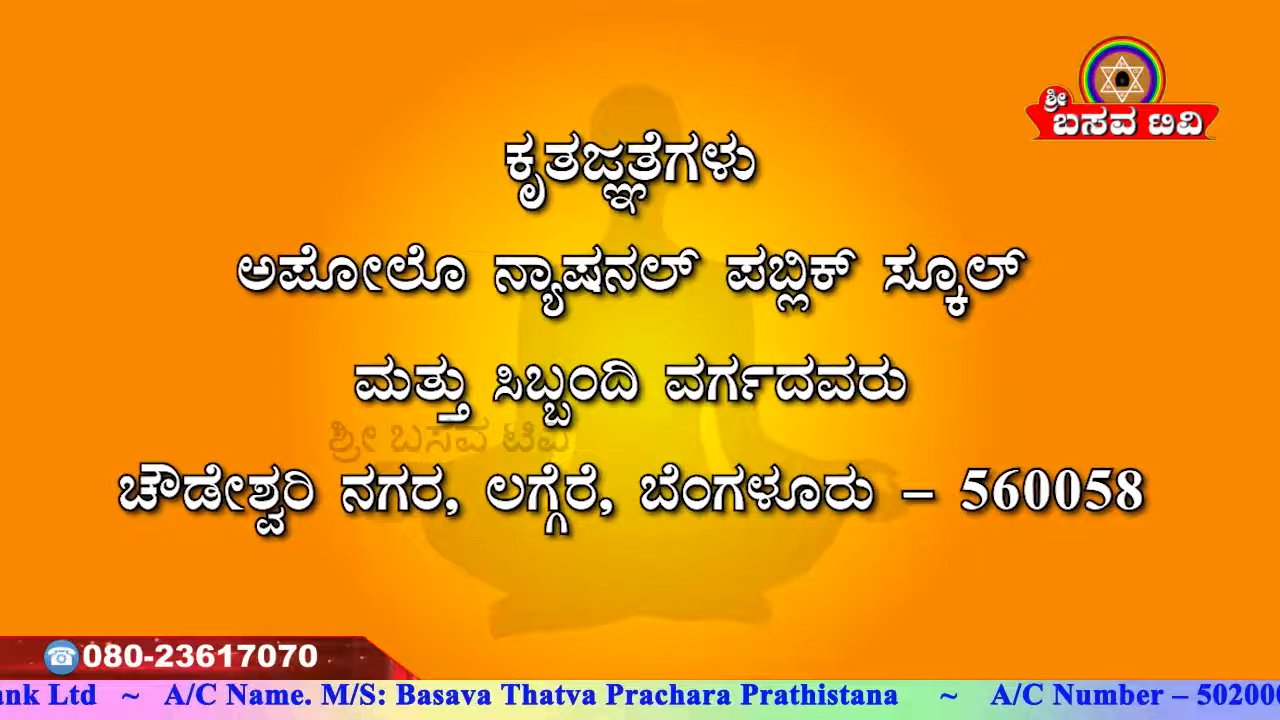 ಶ್ರೀ
ಬಸವ ಟಿವಿ
ಕೃತಜ್ಞತೆಗಳು
ಅಪೋಲೊ ನ್ಯಾಷನಲ್ ಪಬ್ಲಿಕ್ ಸ್ಕೂಲ್
ಮತ್ತು ಸಿಬ್ಬಂದಿ ವರ್ಗದವರು
ಶ್ರೀ ಬಸವ ಟಿವಿ
ಚೌಡೇಶ್ವರಿ ನಗರ, ಲಗ್ಗೆರೆ, ಬೆಂಗಳೂರು – 560058
080-23617070
ank Ltd ~ A/C Name. M/S: Basava Thatva Prachara Prathistana ~ A/C Number – 50200